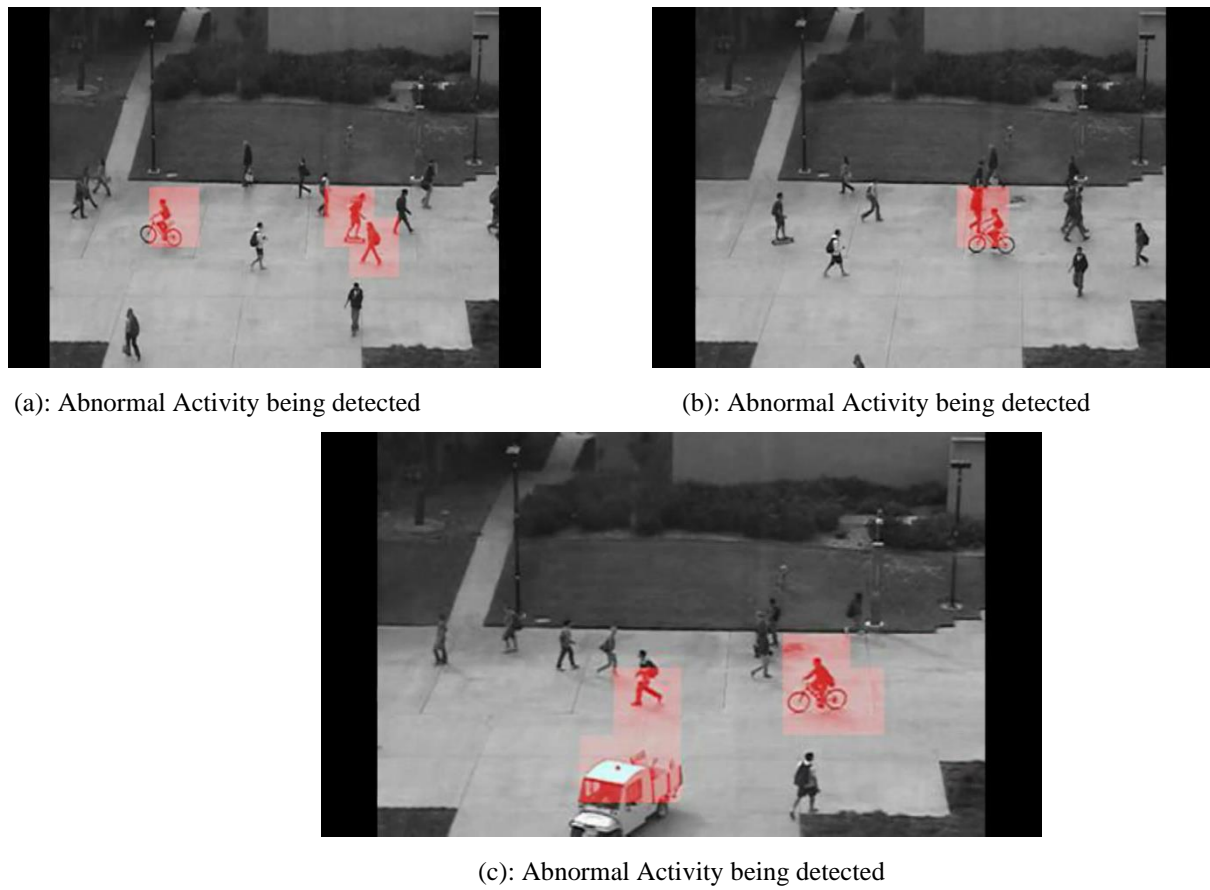 (a): Abnormal Activity being detected
(b): Abnormal Activity being detected
(c): Abnormal Activity being detected